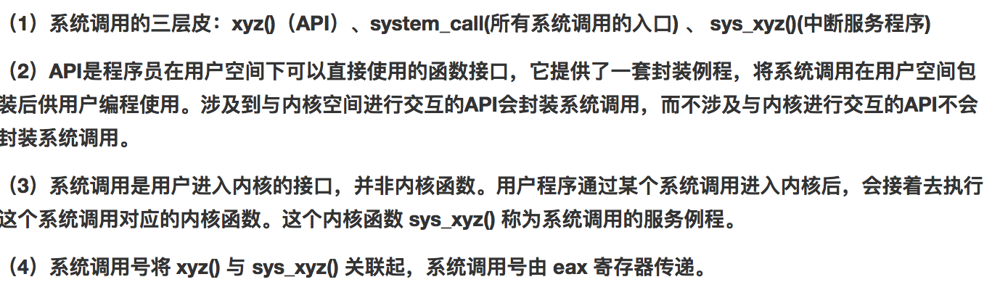 （1）系统调用的三层皮：xyz()（API）、system_call(所有系统调用的入口) 、 sys_xyz()(中断服务程序)
（2）API是程序员在用户空间下可以直接使用的函数接口，它提供了一套封装例程，将系统调用在用户空间包
装后供用户编程使用。涉及到与内核空间进行交互的API会封装系统调用，而不涉及与内核进行交互的API不会
封装系统调用。
（3）系统调用是用户进入内核的接口，并非内核函数。用户程序通过某个系统调用进入内核后，会接着去执行
这个系统调用对应的内核函数。这个内核函数 sys_xyz() 称为系统调用的服务例程。
（4）系统调用号将 xyz() 与 sys_xyz() 关联起，系统调用号由 eax 寄存器传递。